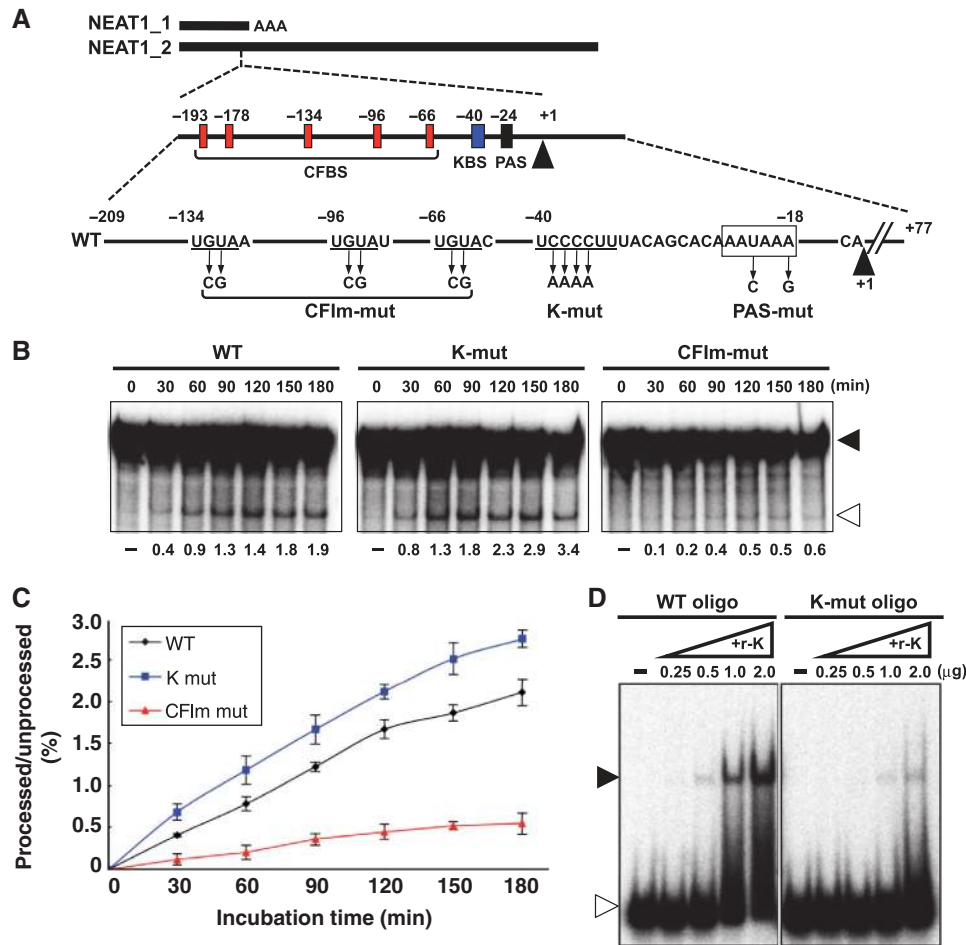 A
NEAT1_1 AAA
NEAT1_2
–193 –178 –134 –96 –66 –40 –24 +1
CFBS KBS PAS
–209 –134 –96 –66 –40 –18 +77
WT UGUAA UGUAU UGUAC UCCCCUUUACAGCACAAAUAAA CA
CG CG CG AAAA C G +1
CFIm-mut K-mut PAS-mut
B
WT K-mut CFIm-mut
0 30 60 90 120 150 180 0 30 60 90 120 150 180 0 30 60 90 120 150 180 (min)
– 0.4 0.9 1.3 1.4 1.8 1.9 – 0.8 1.3 1.8 2.3 2.9 3.4 – 0.1 0.2 0.4 0.5 0.5 0.6
C
Processed/unprocessed
(%)
3.0
2.5
2.0
1.5
1.0
0.5
0
WT
K mut
CFIm mut
0 30 60 90 120 150 180
Incubation time (min)
D
WT oligo K-mut oligo
+r-K +r-K
– 0.25 0.5 1.0 2.0 – 0.25 0.5 1.0 2.0 (μg)